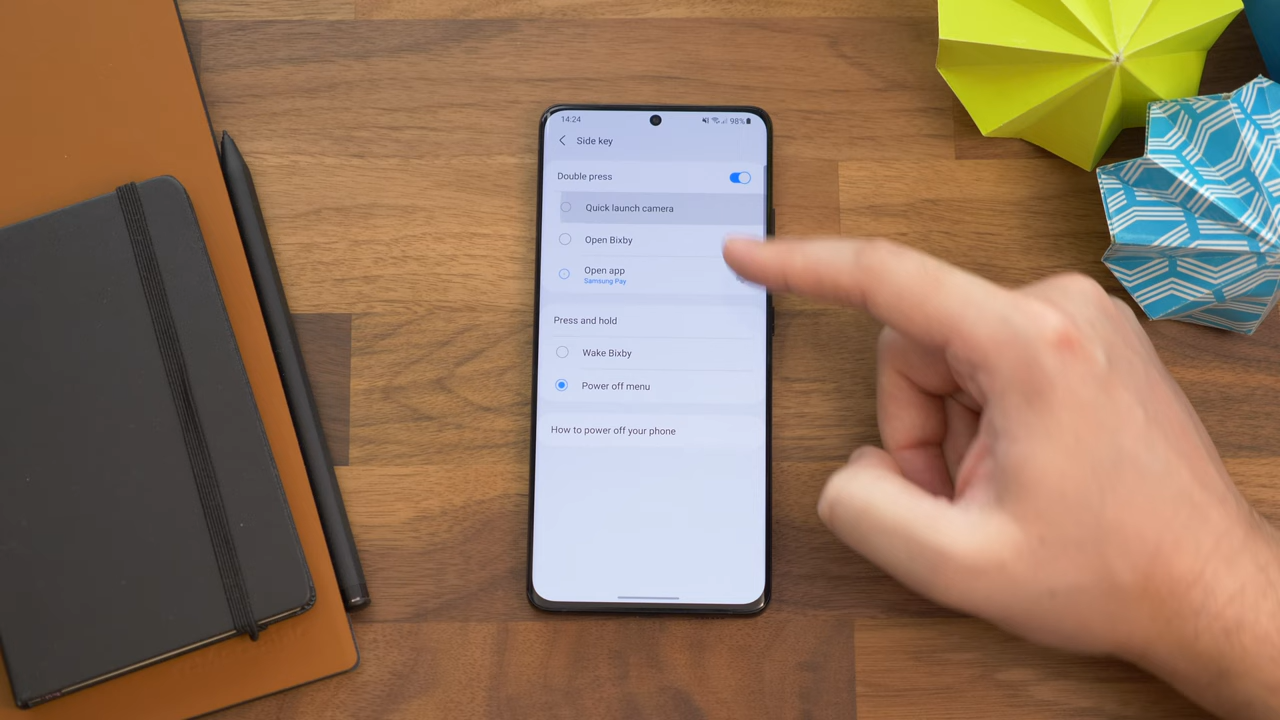 14:24
98%
Side key
Double press
Quick launch camera
Open Bixby
Open app
Samsung Pay
Press and hold
Wake Bixby
Power off menu
How to power off your phone